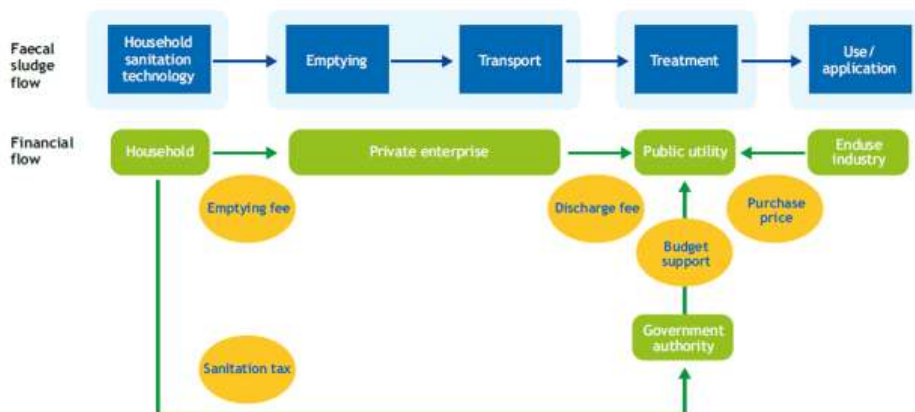 Faecal
sludge
flow
Household
sanitation
technology
Emptying
Transport
Treatment
Use/
application
Financial
flow
Household
Private enterprise
Public utility
Enduse
industry
Emptying fee
Discharge fee
Purchase
price
Budget
support
Government
authority
Sanitation tax